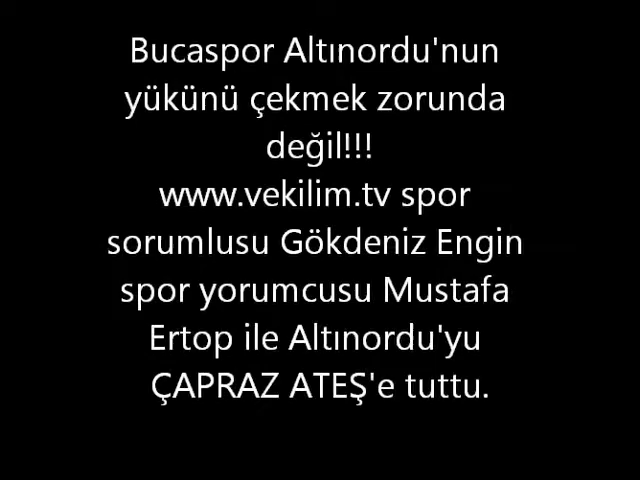 Bucaspor Altınordu'nun
yükünü çekmek zorunda
değil!!!
www.vekilim.tv spor
sorumlusu Gökdeniz Engin
spor yorumcusu Mustafa
Ertop ile Altınordu'yu
ÇAPRAZ ATEŞ'e tuttu.